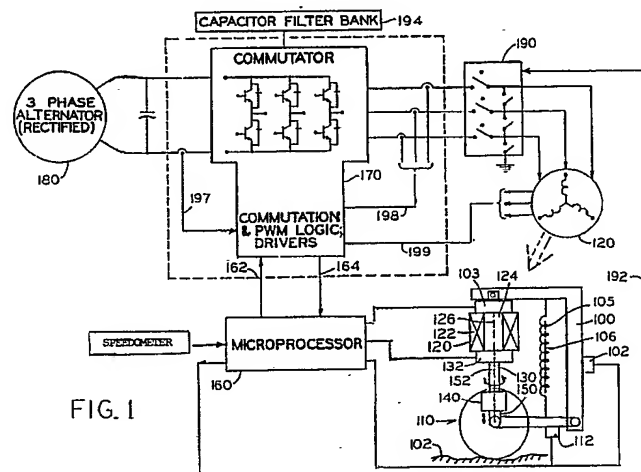 CAPACITOR FILTER BANK
194
COMMUTATOR
190
3 PHASE
ALTERNATOR
(RECTIFIED)
180
170
197
198
COMMUTATION
& PWM LOGIC;
DRIVERS
199
120
162
164
192
103
124
105
126
100
122
106
120
102
SPEEDOMETER
MICROPROCESSOR
132
130
152
150
160
140
110
112
102
FIG. 1